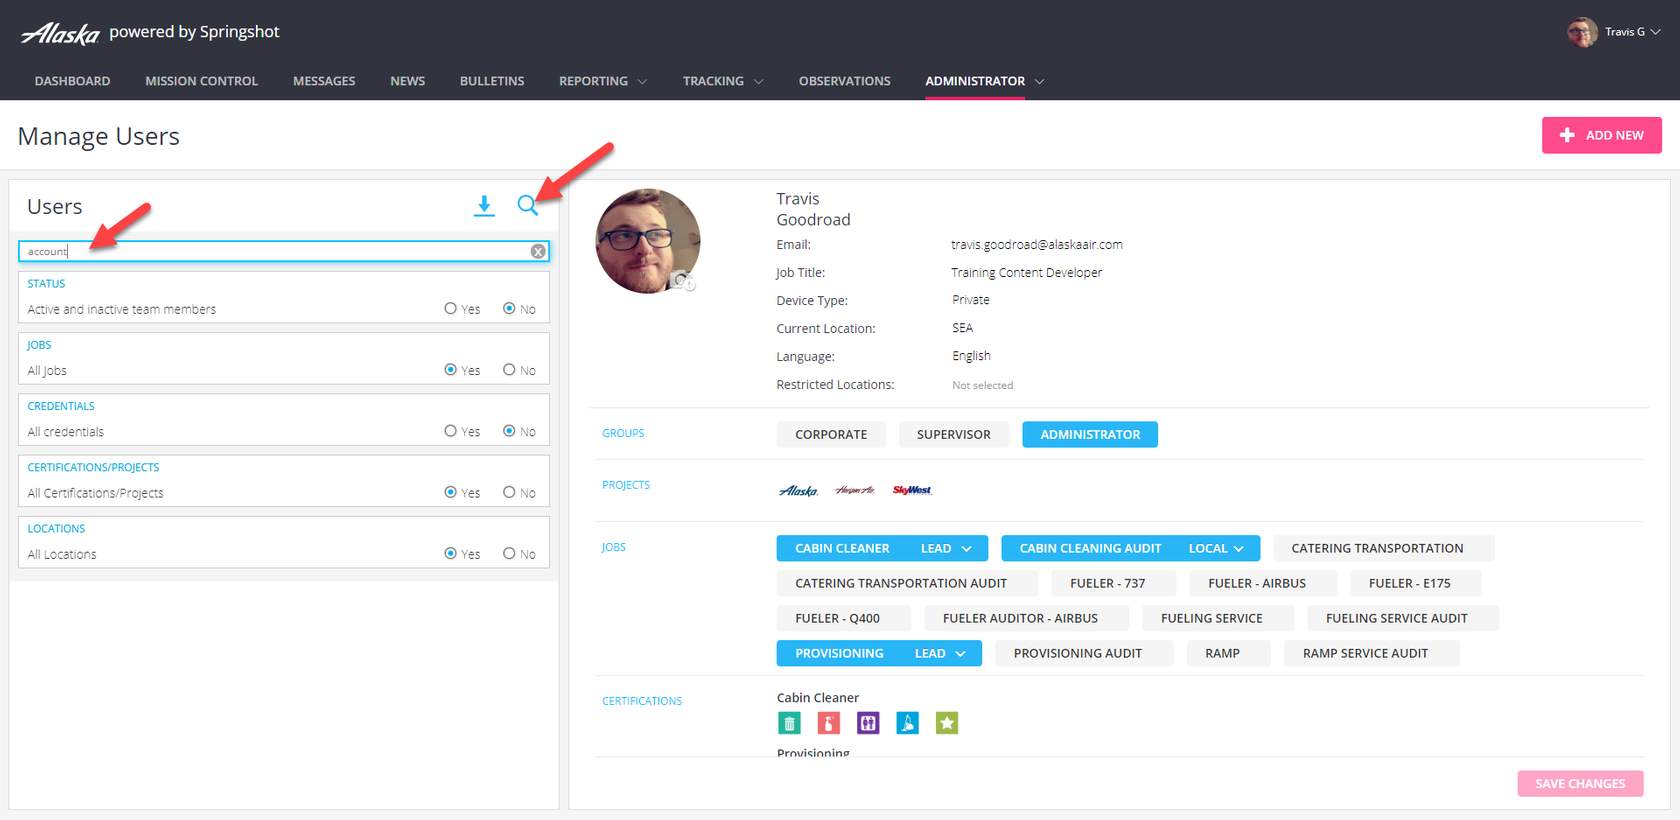 Alaska powered by Springshot
Travis G
DASHBOARD MISSION CONTROL MESSAGES NEWS BULLETINS REPORTING TRACKING OBSERVATIONS ADMINISTRATOR
Manage Users
ADD NEW
Users
account
STATUS
Active and inactive team members Yes No
JOBS
All Jobs Yes No
CREDENTIALS
All credentials Yes No
CERTIFICATIONS/PROJECTS
All Certifications/Projects Yes No
LOCATIONS
All Locations Yes No
Travis
Goodroad
Email: travis.goodroad@alaskaair.com
Job Title: Training Content Developer
Device Type: Private
Current Location: SEA
Language: English
Restricted Locations: Not selected
GROUPS CORPORATE SUPERVISOR ADMINISTRATOR
PROJECTS Alaska Horizon Air SkyWest
JOBS CABIN CLEANER LEAD CABIN CLEANING AUDIT LOCAL CATERING TRANSPORTATION
CATERING TRANSPORTATION AUDIT FUELER - 737 FUELER - AIRBUS FUELER - E175
FUELER - Q400 FUELER AUDITOR - AIRBUS FUELING SERVICE FUELING SERVICE AUDIT
PROVISIONING LEAD PROVISIONING AUDIT RAMP RAMP SERVICE AUDIT
CERTIFICATIONS Cabin Cleaner
Provisioning
SAVE CHANGES